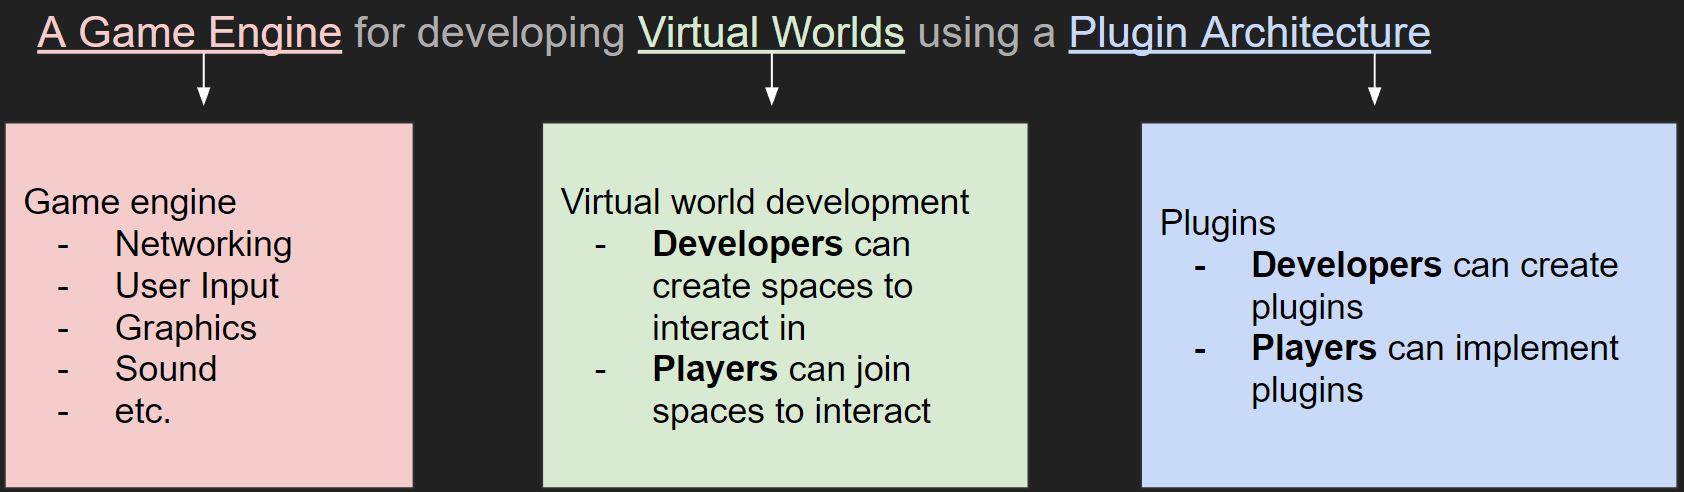 A Game Engine for developing Virtual Worlds using a Plugin Architecture
Game engine
- Networking
- User Input
- Graphics
- Sound
- etc.
Virtual world development
- Developers can
create spaces to
interact in
- Players can join
spaces to interact
Plugins
- Developers can create
plugins
- Players can implement
plugins